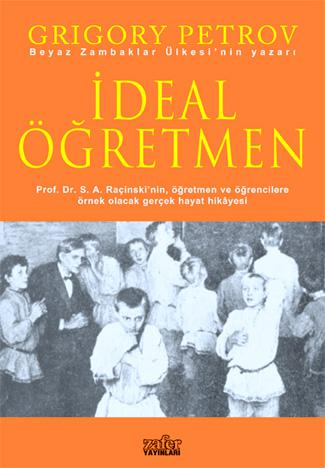 GRIGORY PETROV
Beyaz Zambaklar Ülkesi'nin yazarı
İDEAL
ÖĞRETMEN
Prof. Dr. S. A. Raçinski'nin, öğretmen ve öğrencilere
örnek olacak gerçek hayat hikâyesi
zafer
YAYINLARI